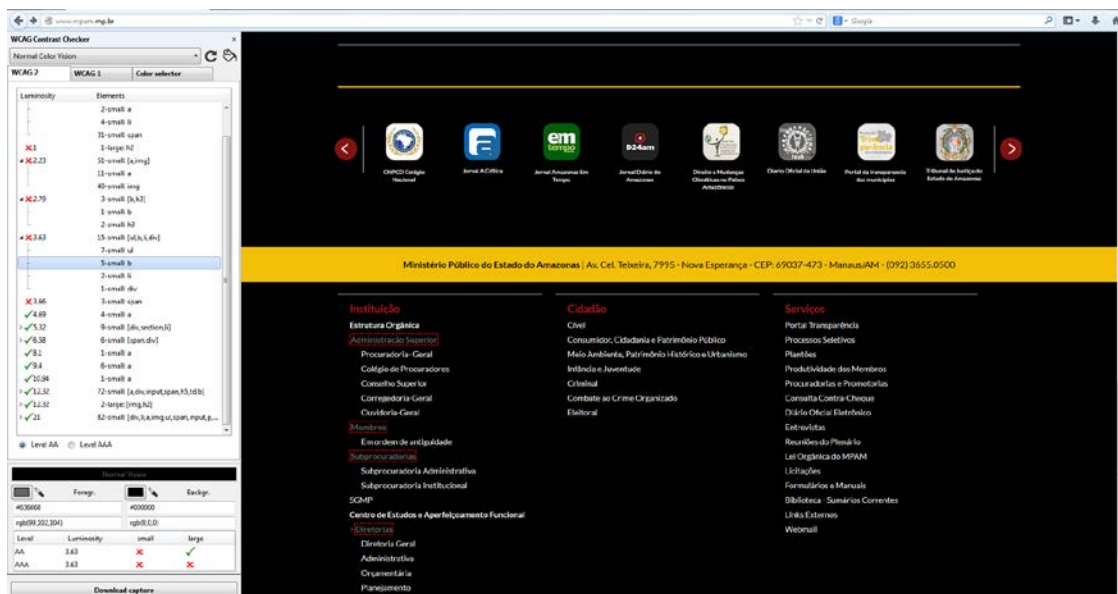 www.mpam.mp.br
Google
WCAG Contrast Checker
Normal Color Vision
WCAG 2
WCAG 1
Color selector
Luminosity
Elements
2-small: a
4-small: li
31-small: span
1
1-large: h2
2.23
51-small: [a,img]
11-small: a
40-small: img
2.79
3-small: [b,h3]
1-small: b
2-small: h3
3.63
15-small: [ul,b,li,div]
7-small: ul
5-small: b
2-small: li
1-small: div
3.66
3-small: span
4.69
4-small: a
5.32
9-small: [div,section,li]
6.58
6-small: [span,div]
8.1
1-small: a
9.4
6-small: a
10.94
1-small: a
12.32
72-small: [a,div,input,span,h5,td,b]
12.32
2-large: [img,h2]
21
82-small: [div,li,a,img,ul,span,input,p,...
Level AA
Level AAA
Normal Vision
Foregr.
Backgr.
#636668
#000000
rgb(99,102,104)
rgb(0,0,0)
Level
Luminosity
small
large
AA
3.63
AAA
3.63
Download capture
CNPCD Colégio
Nacional
Jornal A Crítica
em
tempo
Jornal Amazonas Em
Tempo
D24am
Jornal Diário do
Amazonas
Direito e Mudanças
Climáticas nos Países
Amazônicos
Diário Oficial da União
Portal da transparencia
dos municípios
Tribunal de Justiça do
Estado do Amazonas
Ministério Público do Estado do Amazonas | Av. Cel. Teixeira, 7995 - Nova Esperança - CEP: 69037-473 - Manaus/AM - (092) 3655.0500
Instituição
Estrutura Orgânica
Administração Superior
Procuradoria- Geral
Colégio de Procuradores
Conselho Superior
Corregedoria-Geral
Ouvidoria-Geral
Membros
Em ordem de antiguidade
Subprocuradorias
Subprocuradoria Administrativa
Subprocuradoria Institucional
SGMP
Centro de Estudos e Aperfeiçoamento Funcional
Diretorias
Diretoria Geral
Administrativa
Orçamentária
Planejamento
Cidadão
Cível
Consumidor, Cidadania e Patrimônio Público
Meio Ambiente, Patrimônio Histórico e Urbanismo
Infância e Juventude
Criminal
Combate ao Crime Organizado
Eleitoral
Serviços
Portal Transparência
Processos Seletivos
Plantões
Produtividade dos Membros
Procuradorias e Promotorias
Consulta Contra-Cheque
Diário Oficial Eletrônico
Entrevistas
Reuniões do Plenário
Lei Orgânica do MPAM
Licitações
Formulários e Manuais
Biblioteca - Sumários Correntes
Links Externos
Webmail